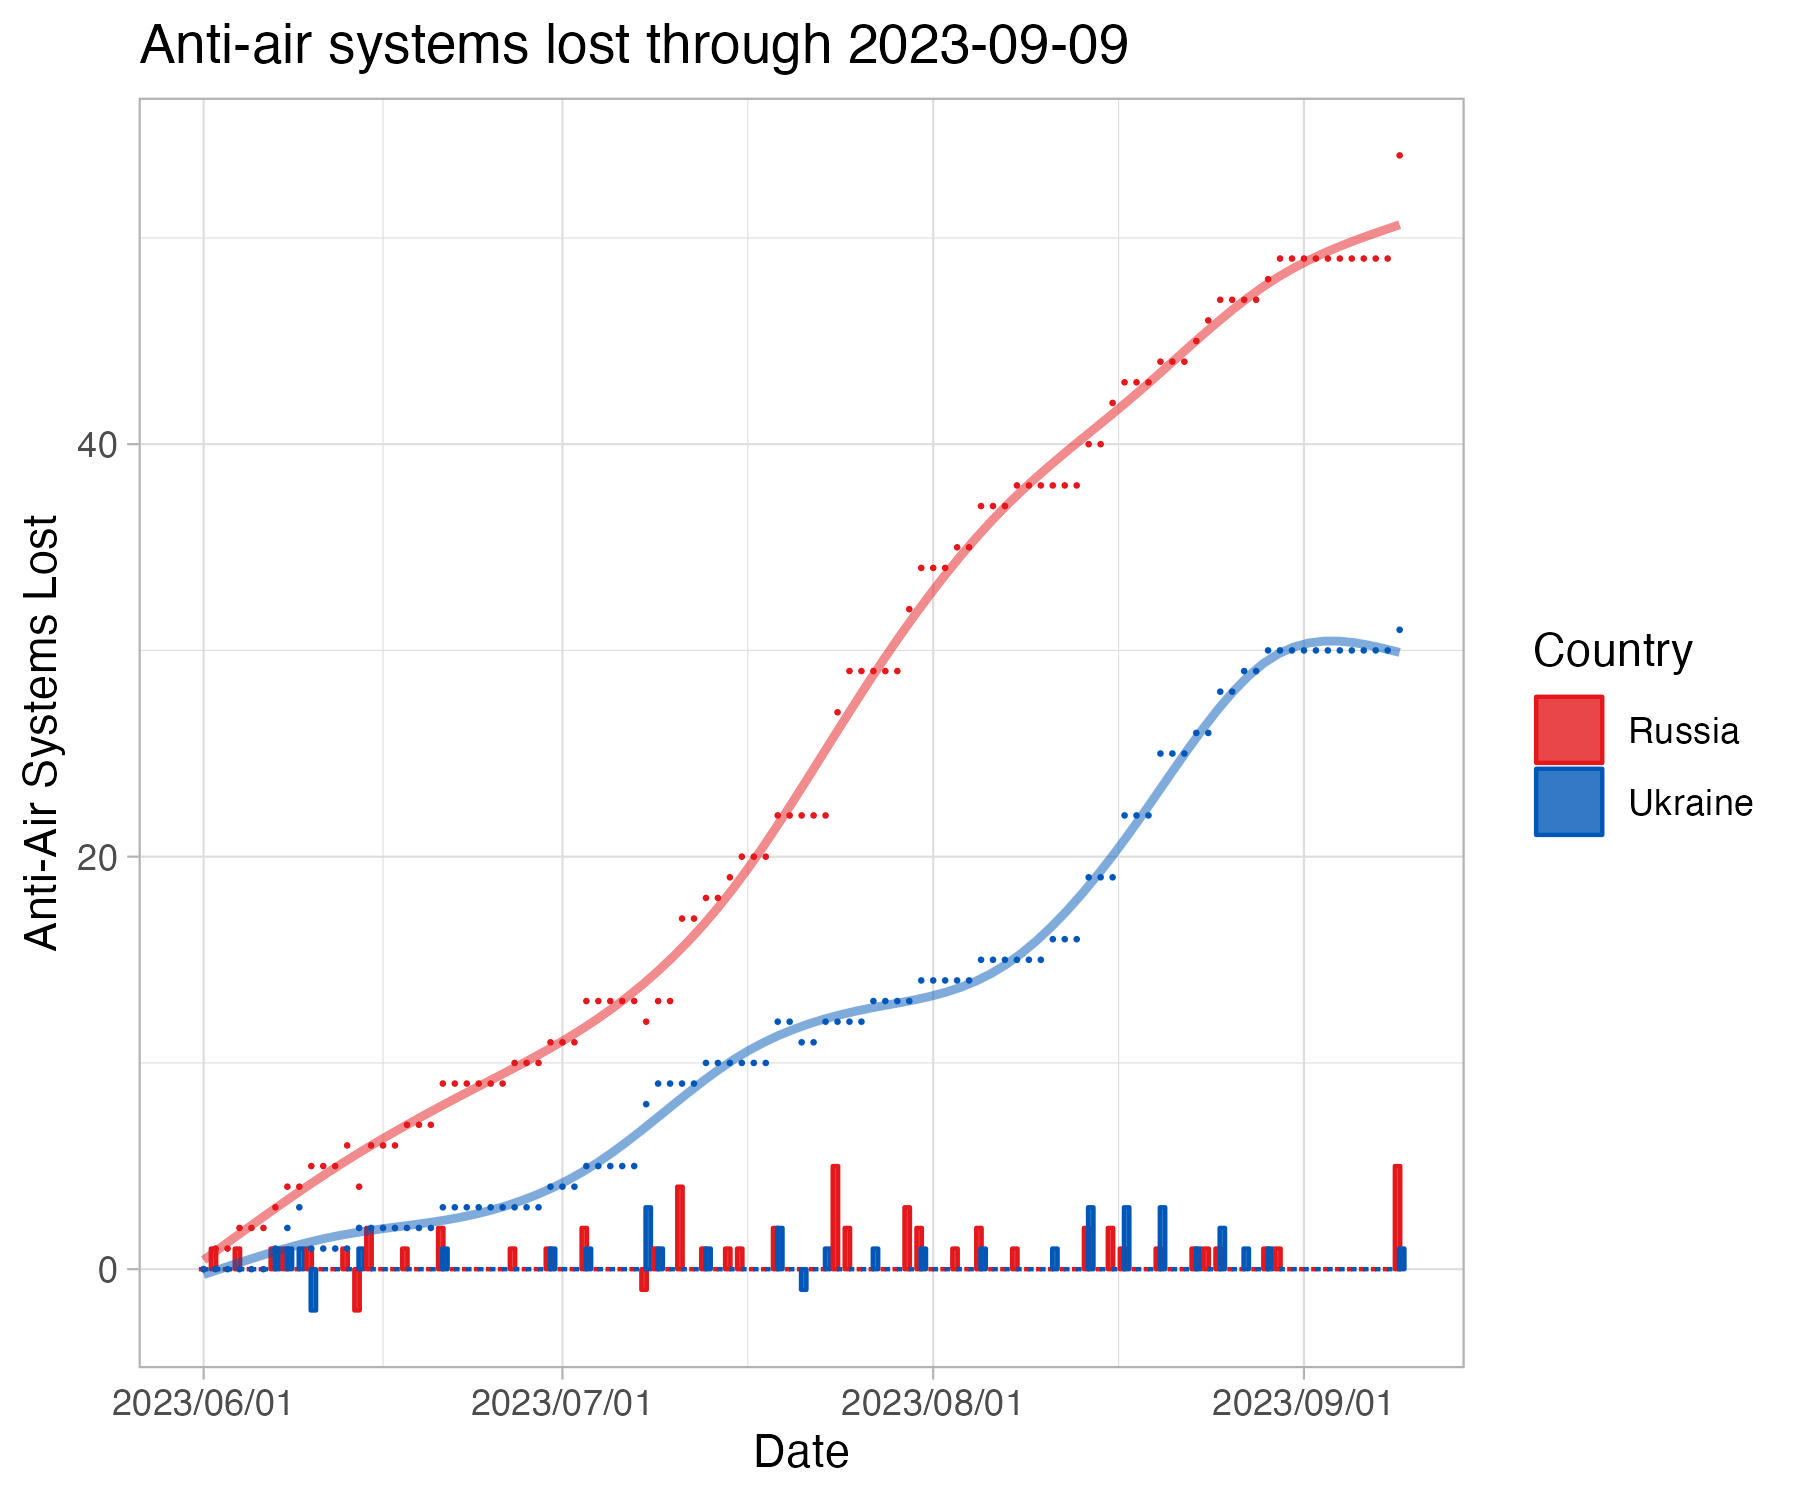 Anti-air systems lost through 2023-09-09
Anti-Air Systems Lost
40
20
0
2023/06/01
2023/07/01
2023/08/01
2023/09/01
Date
Country
Russia
Ukraine